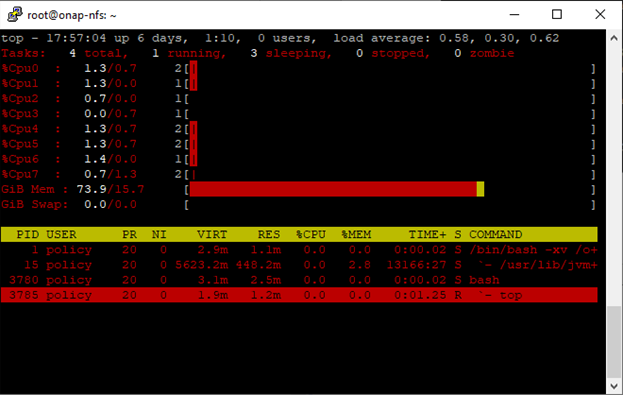 root@onap-nfs: ~
top - 17:57:04 up 6 days,  1:10,  0 users,  load average: 0.58, 0.30, 0.62
Tasks:   4 total,   1 running,   3 sleeping,   0 stopped,   0 zombie
%Cpu0  :   1.3/0.7     2[|                                                  ]
%Cpu1  :   1.3/0.0     1[|                                                  ]
%Cpu2  :   0.7/0.0     1[                                                   ]
%Cpu3  :   0.0/0.7     1[                                                   ]
%Cpu4  :   1.3/0.7     2[|                                                  ]
%Cpu5  :   1.3/0.7     2[|                                                  ]
%Cpu6  :   1.4/0.0     1[|                                                  ]
%Cpu7  :   0.7/1.3     2[|                                                  ]
GiB Mem : 73.9/15.7     [                                                   ]
GiB Swap:  0.0/0.0      [                                                   ]
PID USER      PR  NI    VIRT    RES  %CPU  %MEM     TIME+ S COMMAND
1 policy    20   0    2.9m   1.1m   0.0   0.0   0:00.02 S /bin/bash -xv /o+
15 policy    20   0 5623.2m 448.2m   0.0   2.8  13166:27 S  `- /usr/lib/jvm+
3780 policy    20   0    3.1m   2.5m   0.0   0.0   0:00.02 S bash
3785 policy    20   0    1.9m   1.2m   0.0   0.0   0:01.25 R  `- top